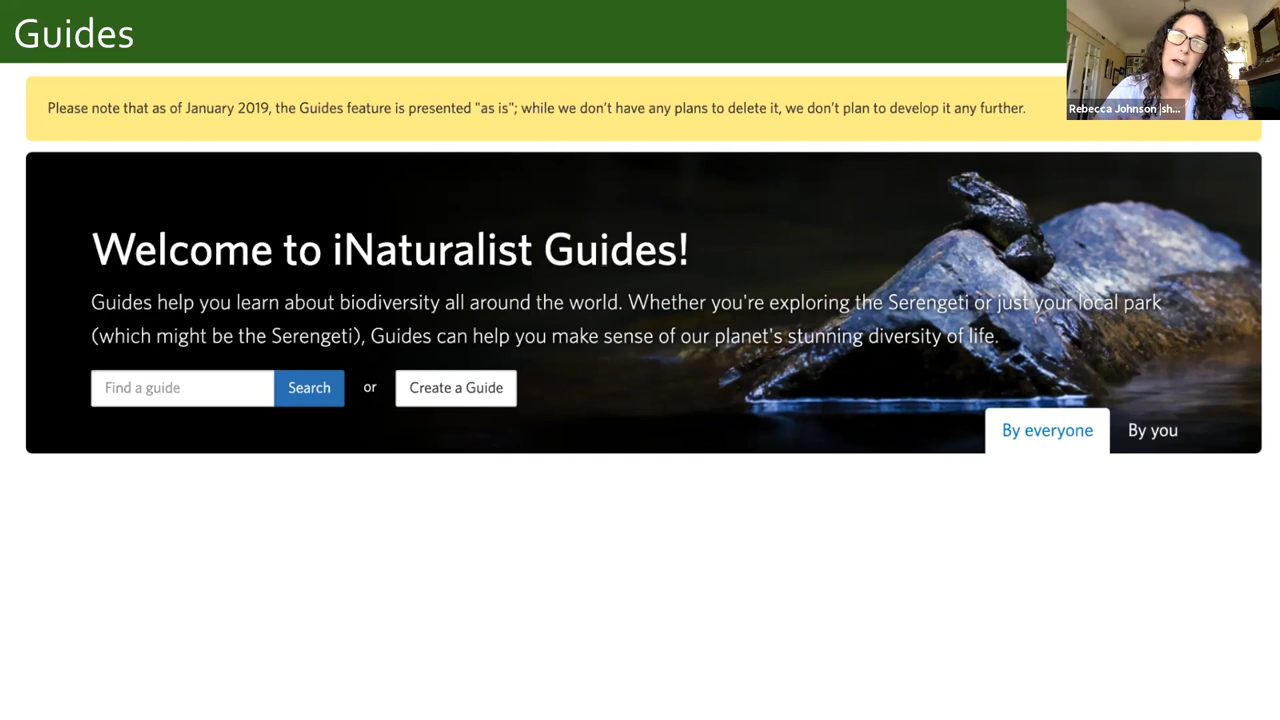 Guides
Rebecca Johnson |sh...
Please note that as of January 2019, the Guides feature is presented "as is"; while we don't have any plans to delete it, we don't plan to develop it any further.
Welcome to iNaturalist Guides!
Guides help you learn about biodiversity all around the world. Whether you're exploring the Serengeti or just your local park
(which might be the Serengeti), Guides can help you make sense of our planet's stunning diversity of life.
Find a guide Search or Create a Guide
By everyone By you